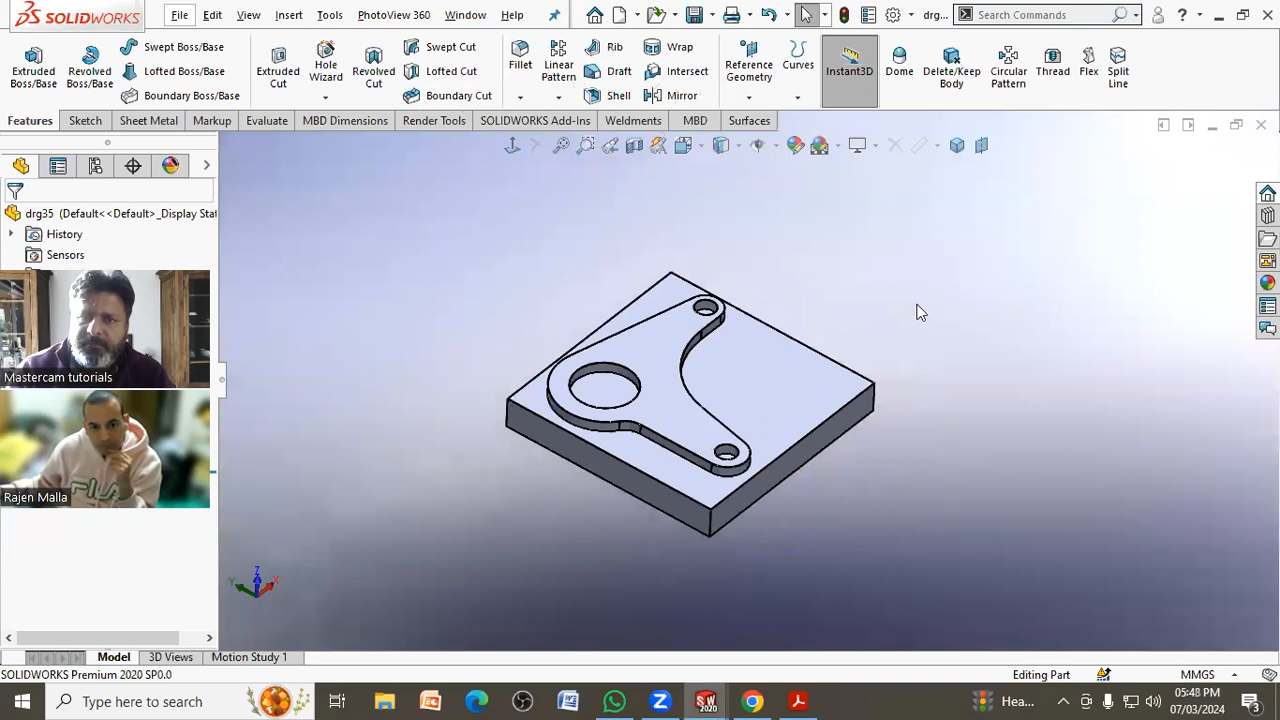 SOLIDWORKS
File Edit View Insert Tools PhotoView 360 Window Help
drg...
Search Commands
Extruded Boss/Base
Revolved Boss/Base
Swept Boss/Base
Lofted Boss/Base
Boundary Boss/Base
Extruded Cut
Hole Wizard
Revolved Cut
Swept Cut
Lofted Cut
Boundary Cut
Fillet
Linear Pattern
Rib
Draft
Shell
Wrap
Intersect
Mirror
Reference Geometry
Curves
Instant3D
Dome
Delete/Keep Body
Circular Pattern
Thread
Flex
Split Line
Features Sketch Sheet Metal Markup Evaluate MBD Dimensions Render Tools SOLIDWORKS Add-Ins Weldments MBD Surfaces
drg35 (Default<<Default>_Display Stat
History
Sensors
Mastercam tutorials
FILA
Rajen Malla
Z
Y
X
Model 3D Views Motion Study 1
SOLIDWORKS Premium 2020 SP0.0
Editing Part
MMGS
Type here to search
SW
2020
Hea...
05:48 PM
07/03/2024
3